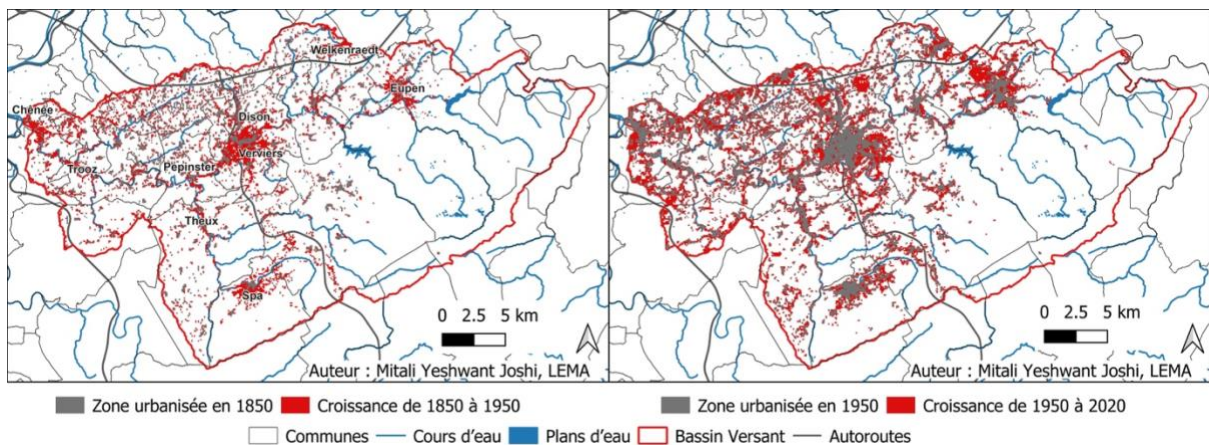 Welkenraedt
Eupen
Chênée
Dison
Verviers
Trooz
Pepinster
Theux
Spa
0 2.5 5 km
Auteur : Mitali Yeshwant Joshi, LEMA
0 2.5 5 km
Auteur : Mitali Yeshwant Joshi, LEMA
Zone urbanisée en 1850 Croissance de 1850 à 1950
Zone urbanisée en 1950 Croissance de 1950 à 2020
Communes Cours d'eau Plans d'eau Bassin Versant Autoroutes